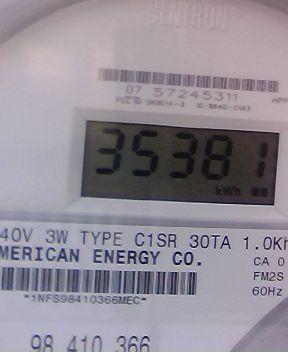 CENTRON
07 57245311
35381
kWh
40V 3W TYPE C1SR 30TA 1.0Kh
MERICAN ENERGY CO.
CA 0
FM2S
60Hz
*1NFS98410366MEC*
98 410 366